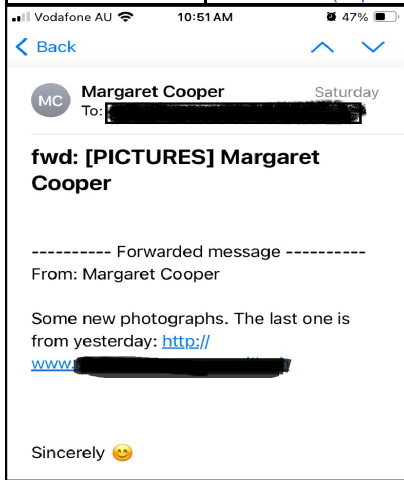 Vodafone AU 10:51 AM 47%
Back
MC Margaret Cooper Saturday
To:
fwd: [PICTURES] Margaret
Cooper
---------- Forwarded message ----------
From: Margaret Cooper
Some new photographs. The last one is
from yesterday: http://
www.
Sincerely 😊